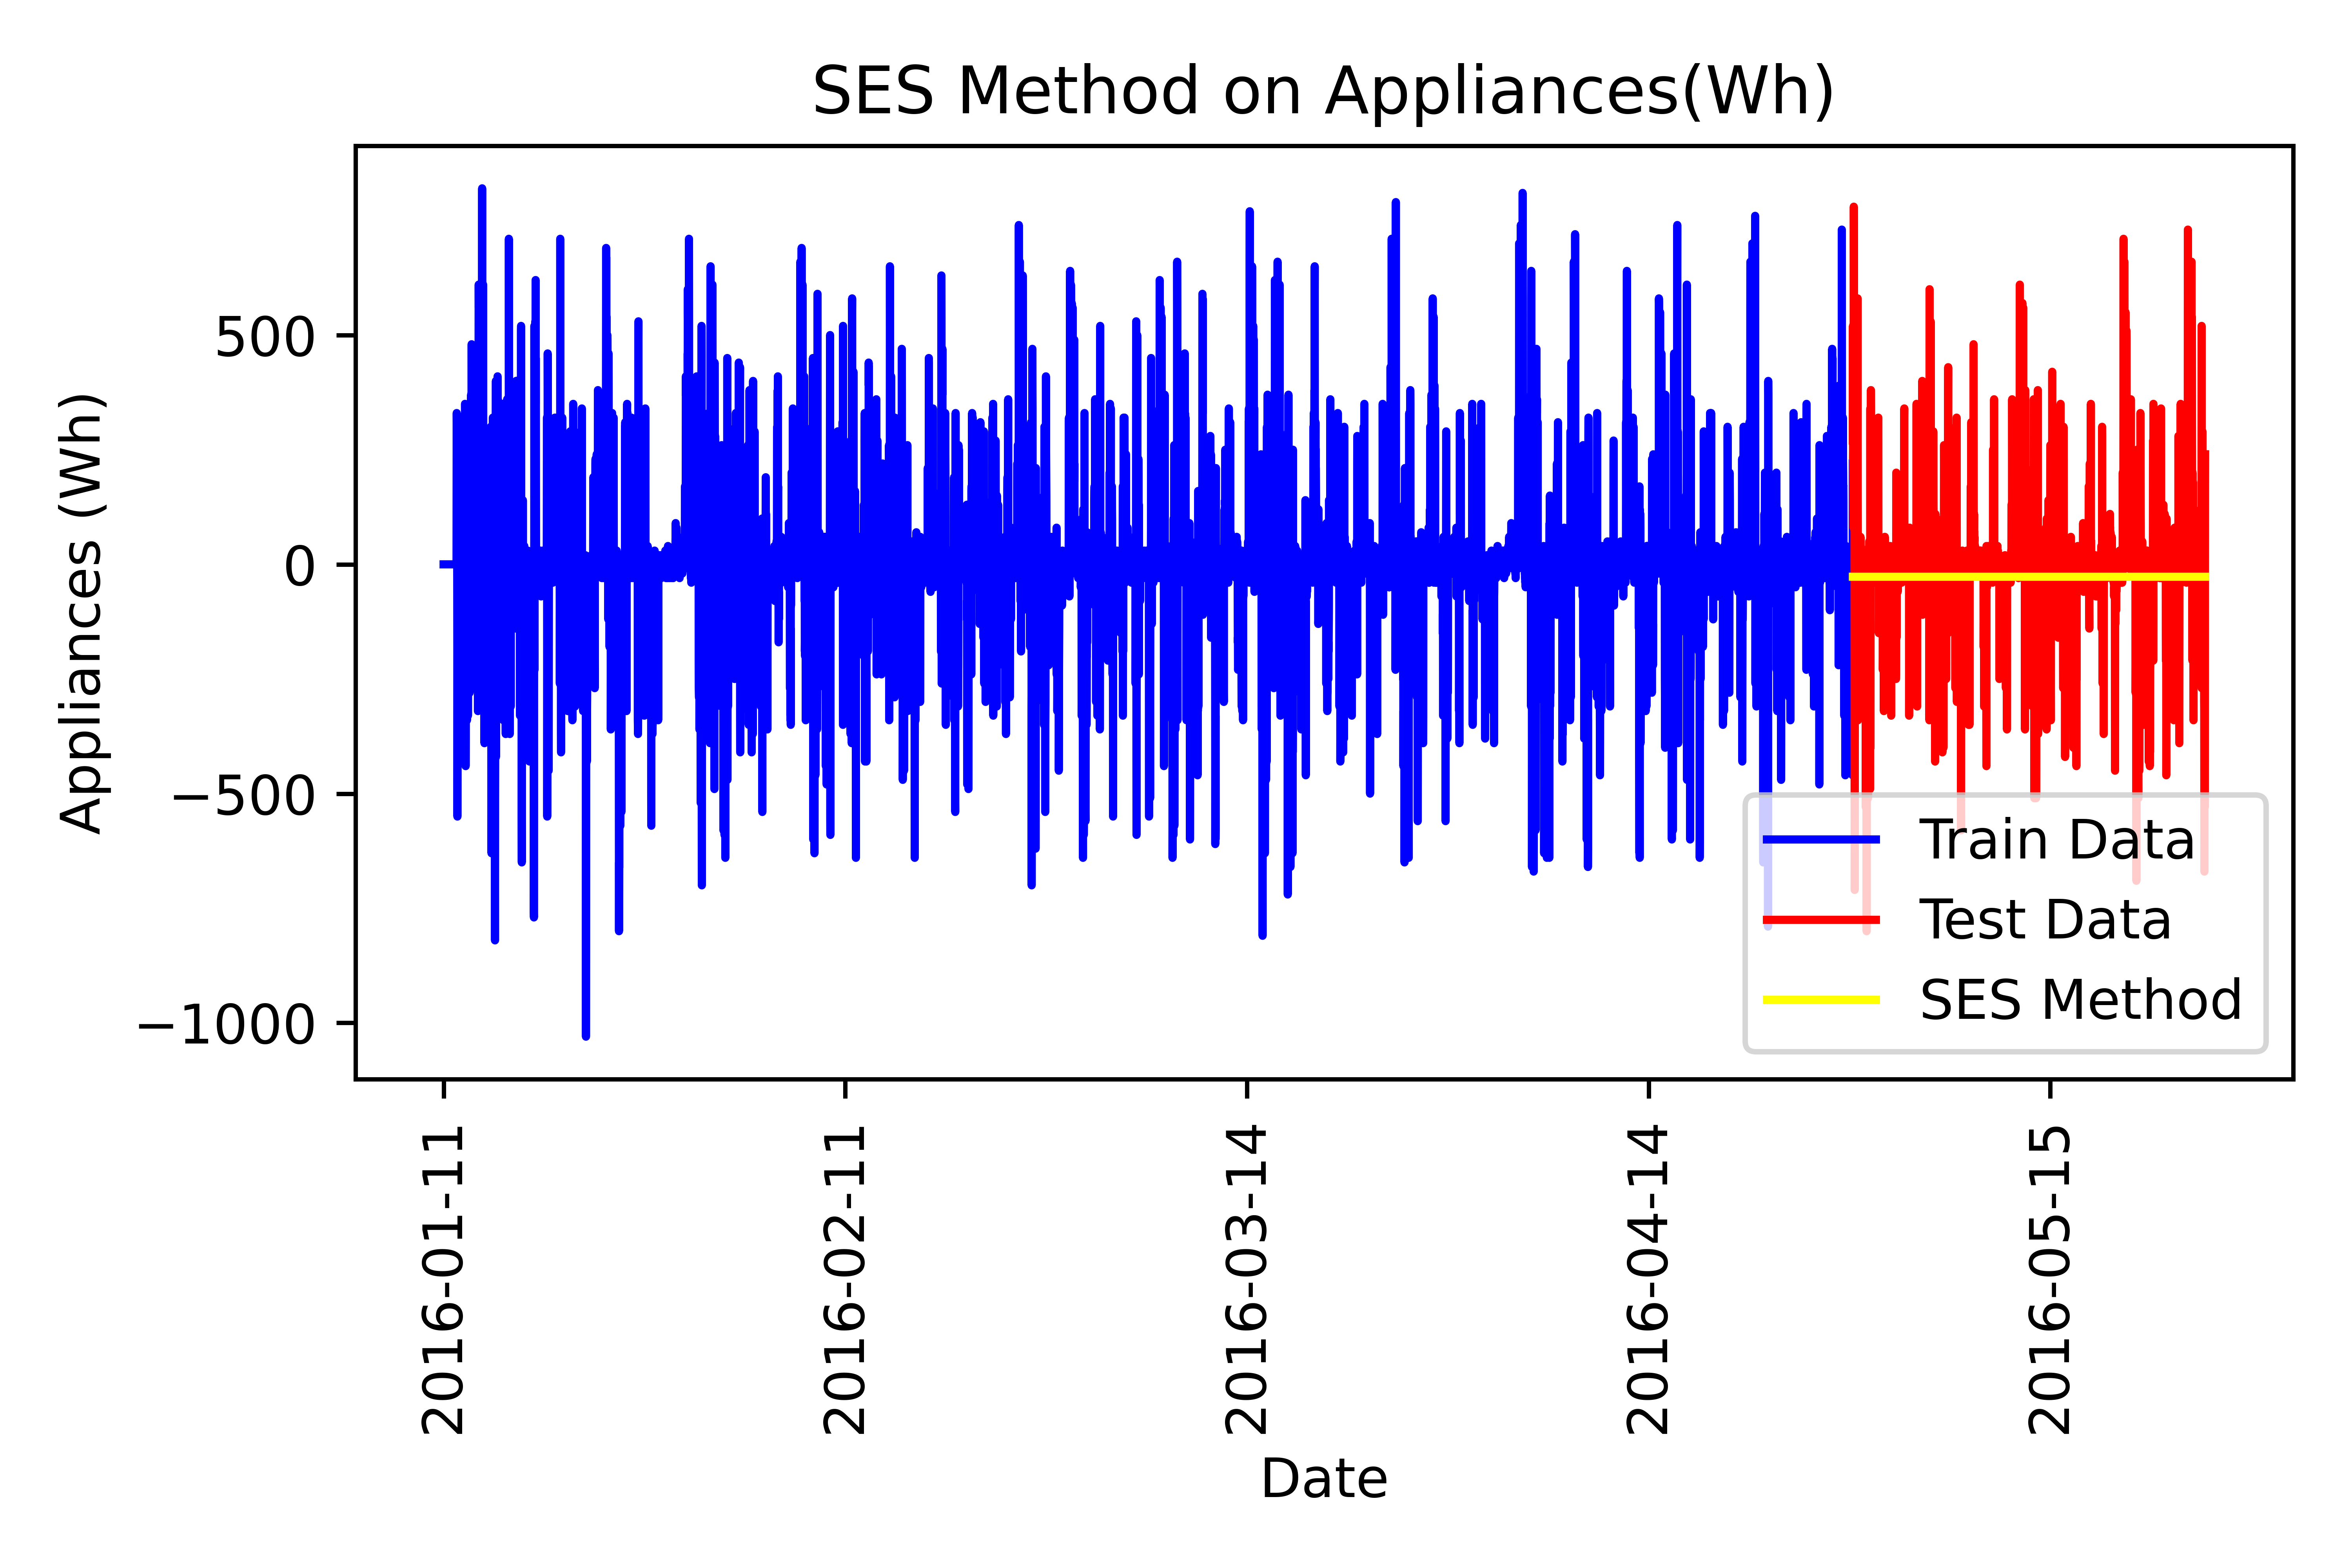 SES Method on Appliances(Wh)
Appliances (Wh)
500
0
−500
−1000
Train Data
Test Data
SES Method
2016-01-11
2016-02-11
2016-03-14
2016-04-14
2016-05-15
Date